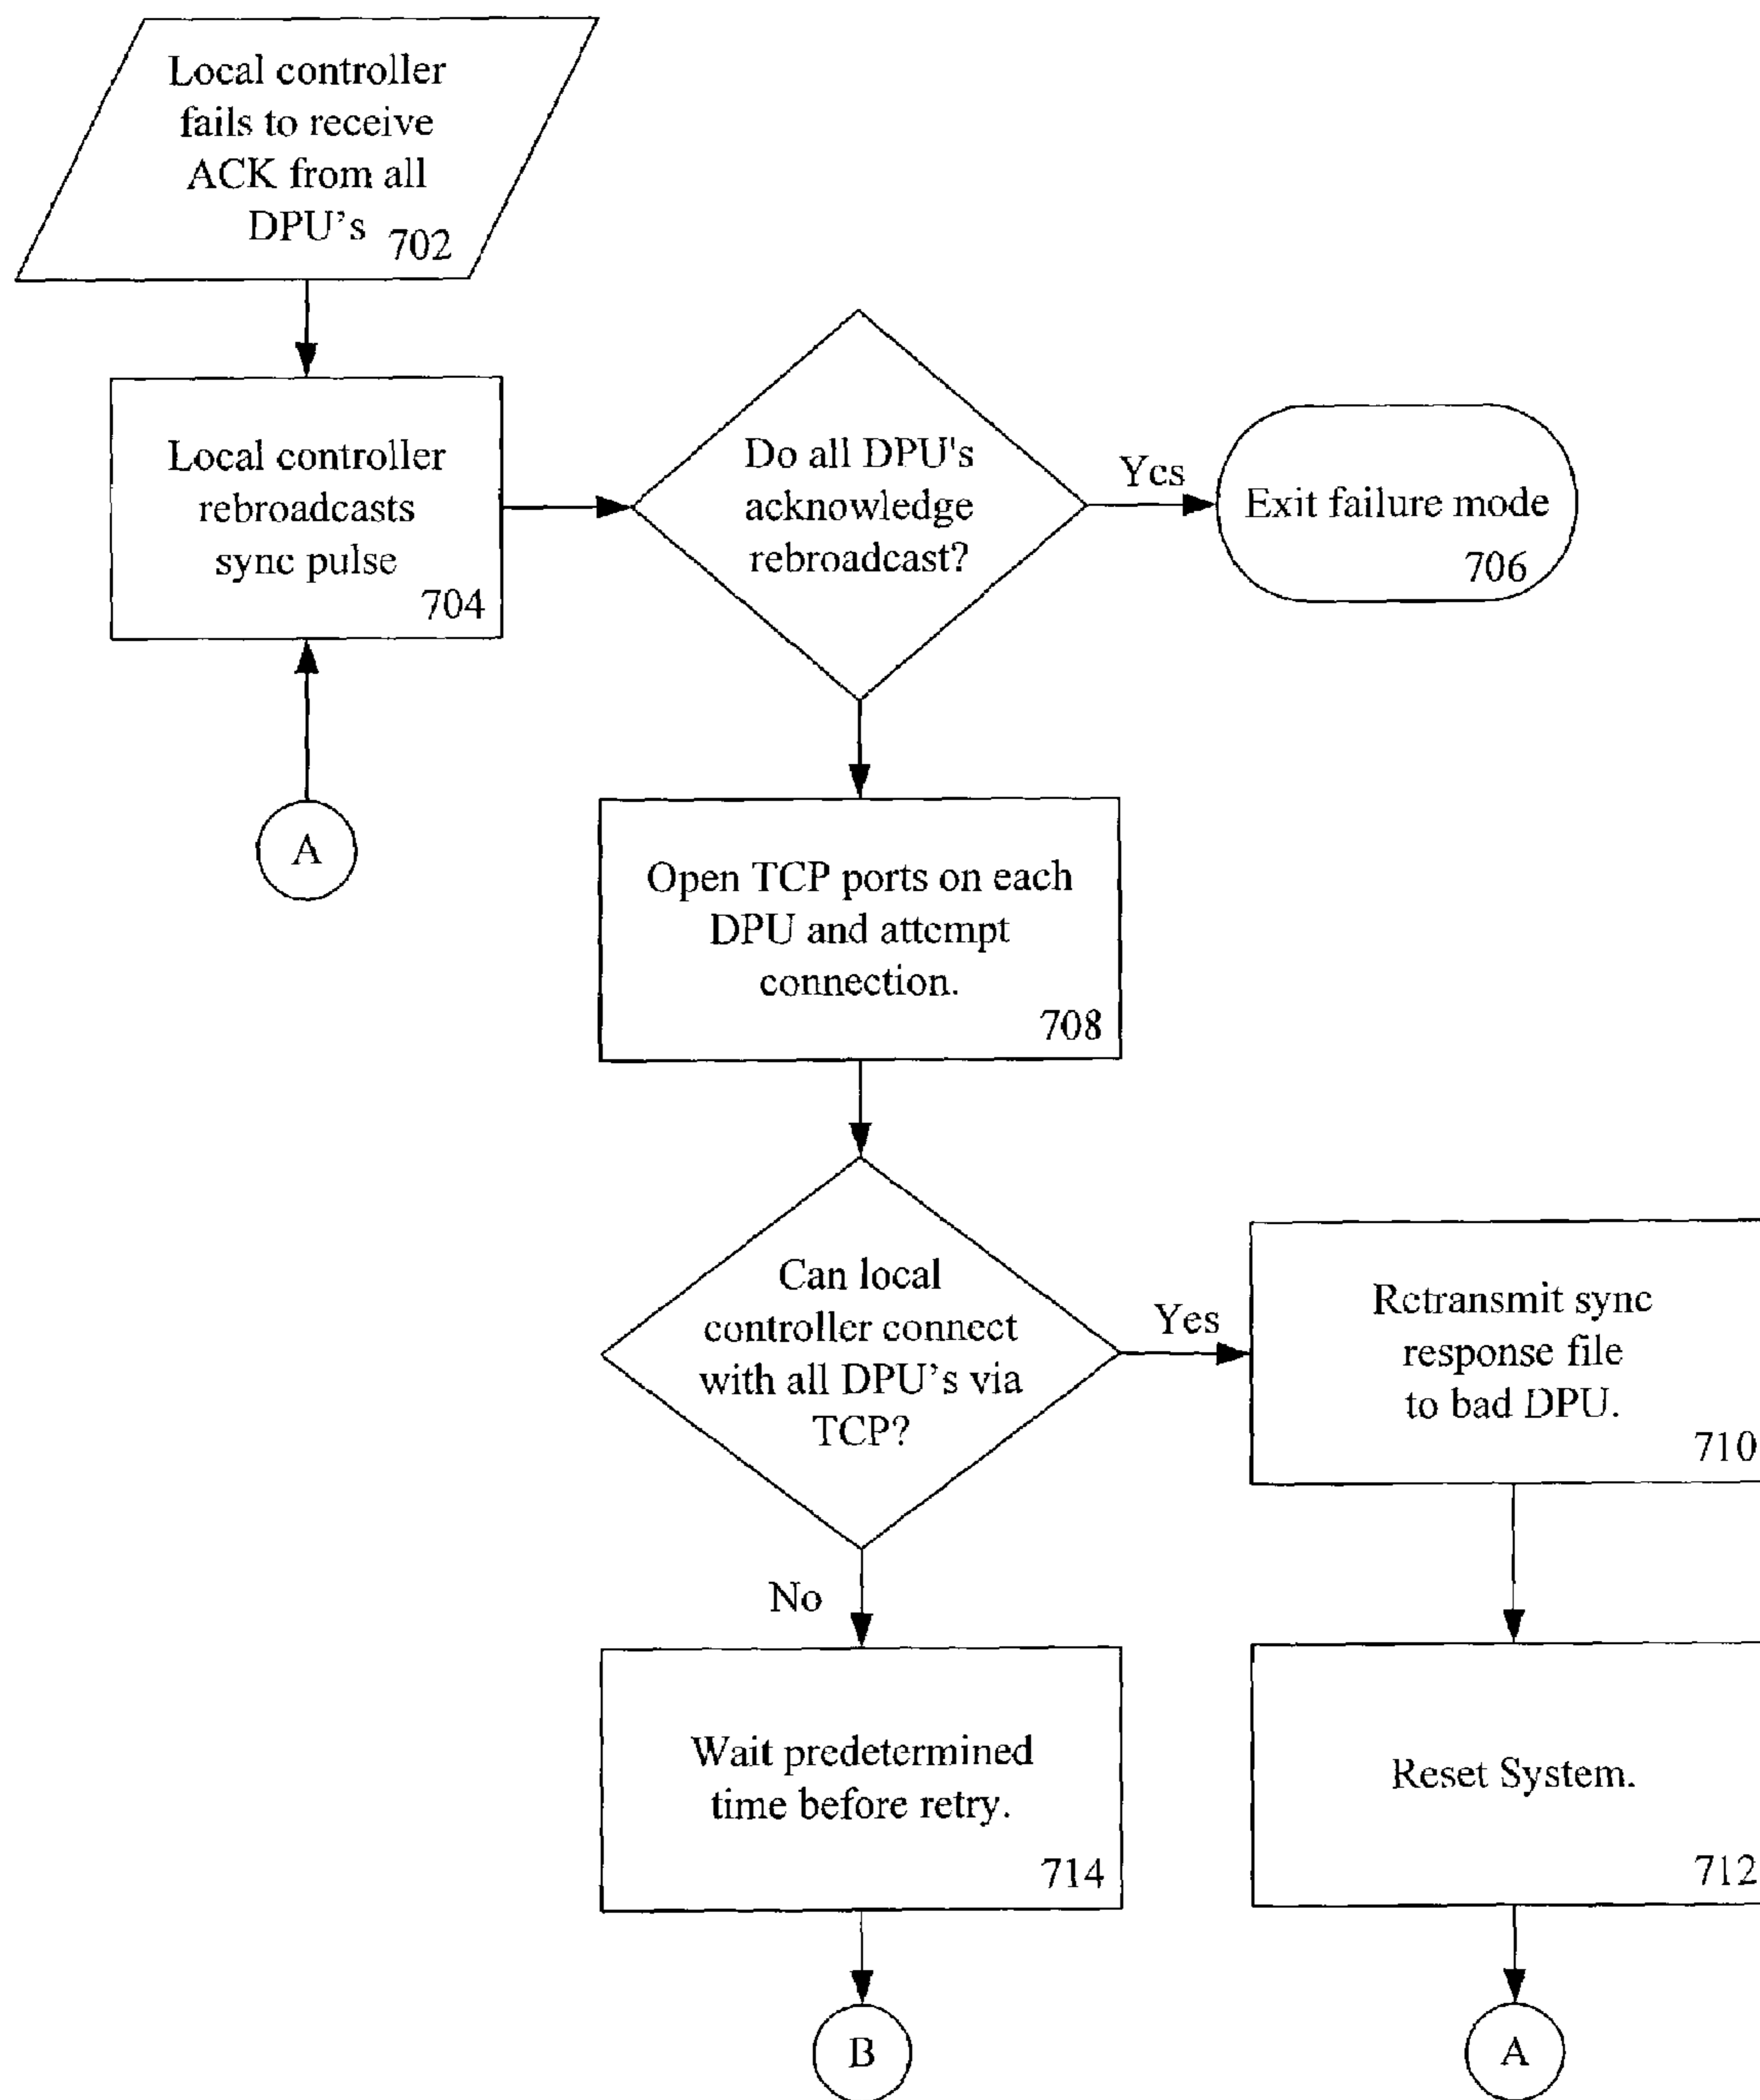 Local controller
fails to receive
ACK from all
DPU's
702
Local controller
rebroadcasts
sync pulse
704
Do all DPU's
acknowledge
rebroadcast?
Yes
Exit failure mode
706
A
Open TCP ports on each
DPU and attempt
connection.
708
Can local
controller connect
with all DPU's via
TCP?
Yes
Retransmit sync
response file
to bad DPU.
710
No
Wait predetermined
time before retry.
714
Reset System.
712
B
A